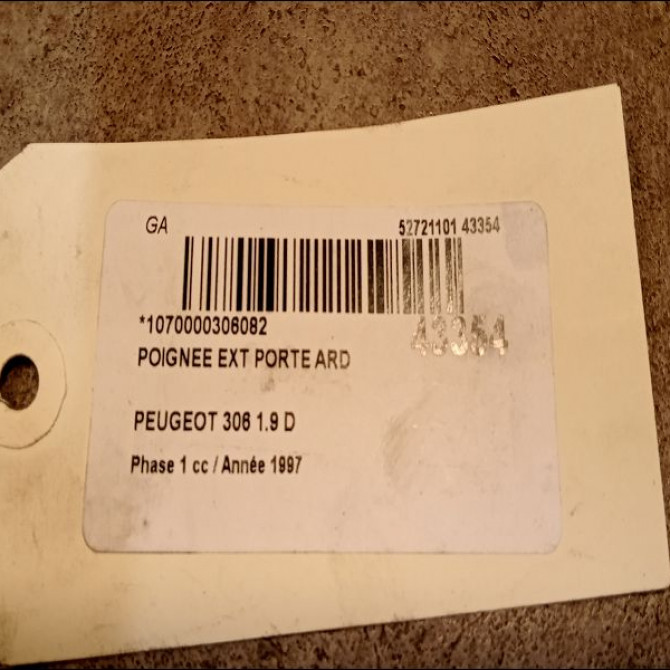 GA 52721101 43354
*1070000306082
43354
POIGNEE EXT PORTE ARD
PEUGEOT 306 1.9 D
Phase 1 cc / Année 1997